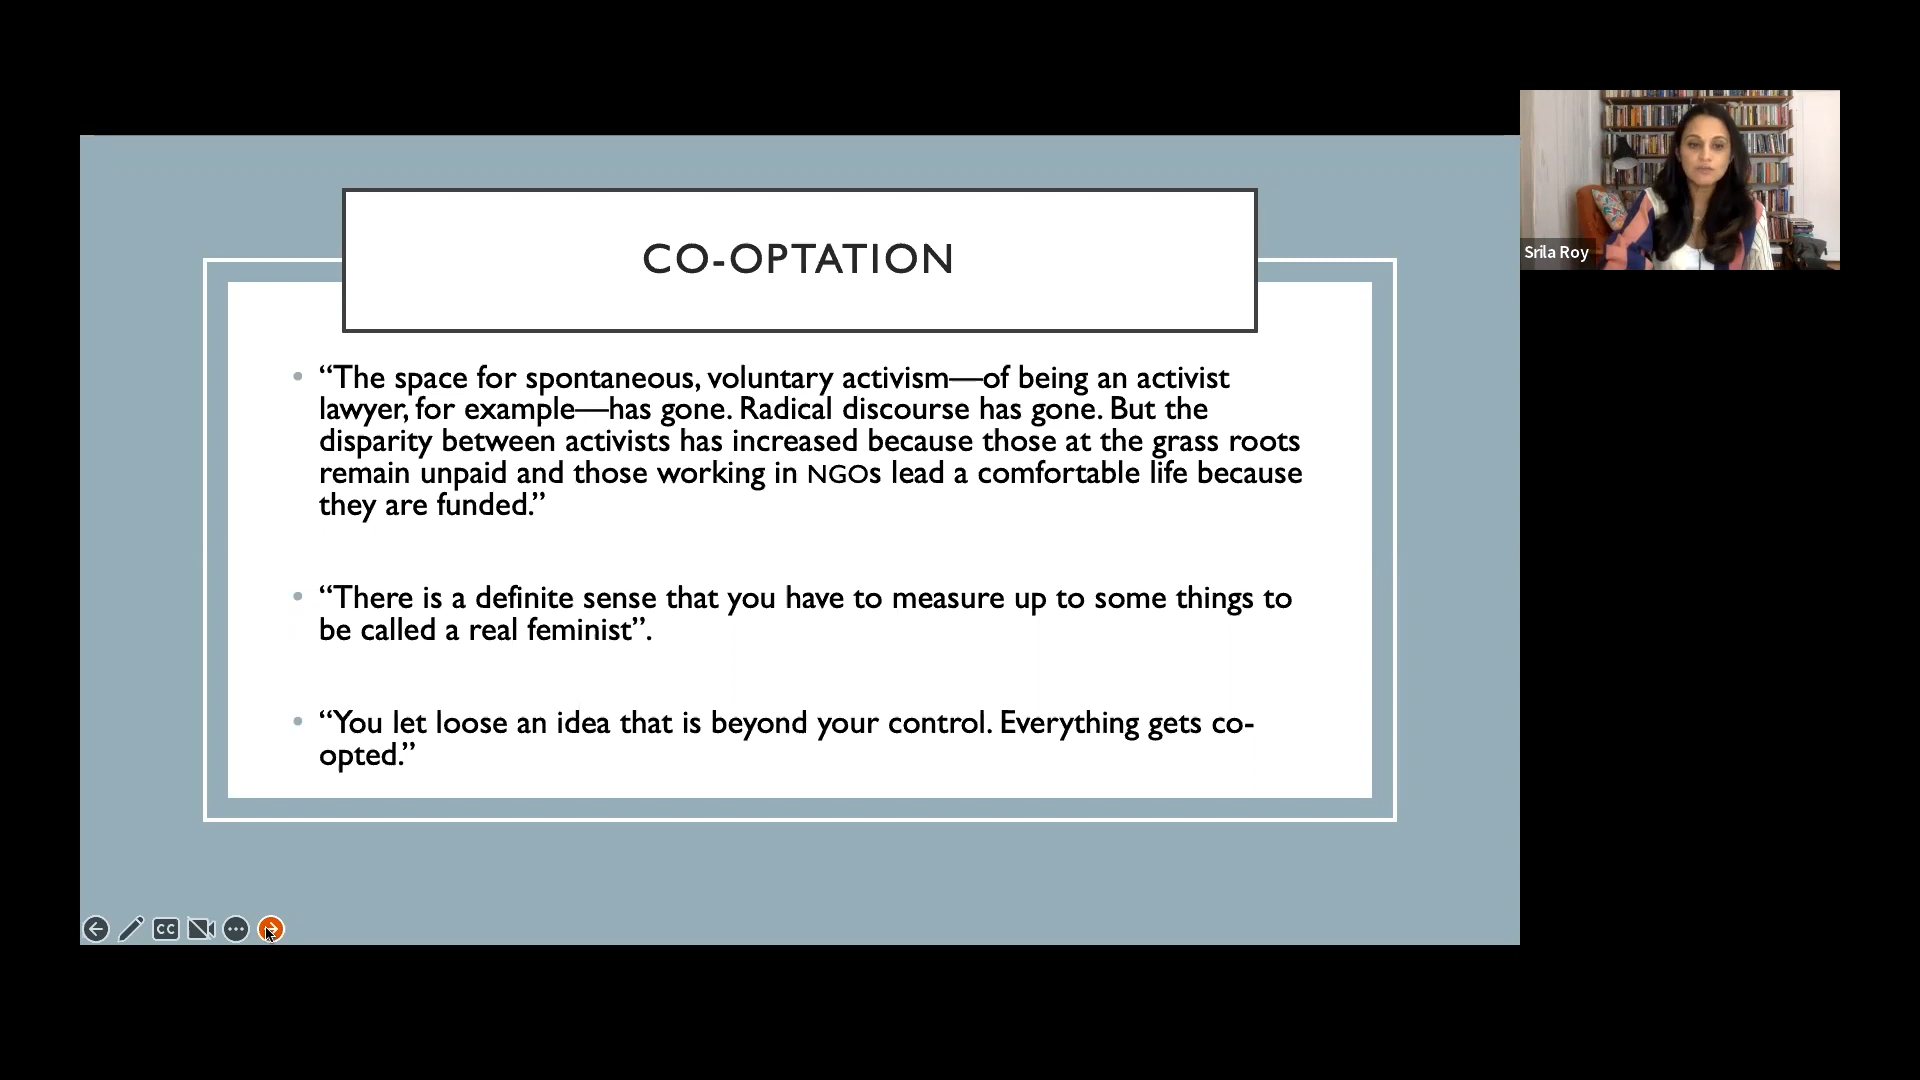 CO-OPTATION
“The space for spontaneous, voluntary activism—of being an activist
lawyer, for example—has gone. Radical discourse has gone. But the
disparity between activists has increased because those at the grass roots
remain unpaid and those working in NGOs lead a comfortable life because
they are funded.”
“There is a definite sense that you have to measure up to some things to
be called a real feminist”.
“You let loose an idea that is beyond your control. Everything gets co-
opted.”
Srila Roy
CC